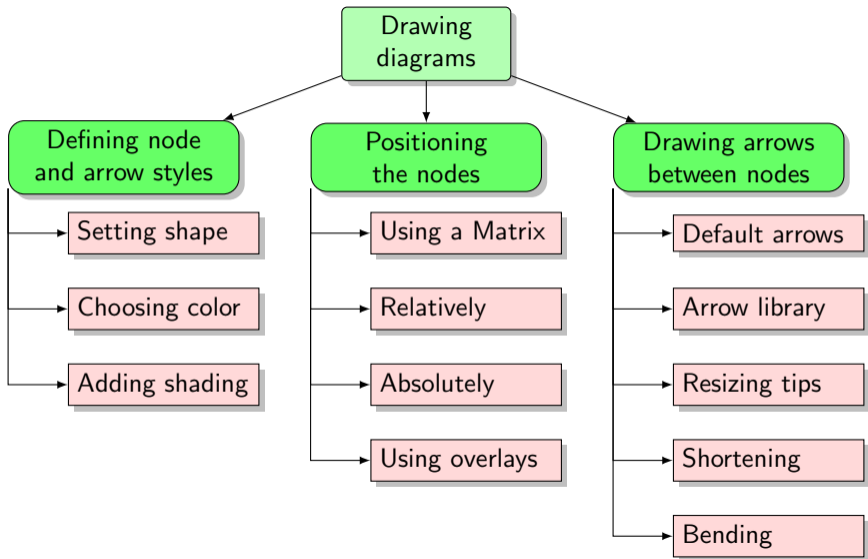 Drawing
diagrams
Defining node
and arrow styles
Positioning
the nodes
Drawing arrows
between nodes
Setting shape
Choosing color
Adding shading
Using a Matrix
Relatively
Absolutely
Using overlays
Default arrows
Arrow library
Resizing tips
Shortening
Bending